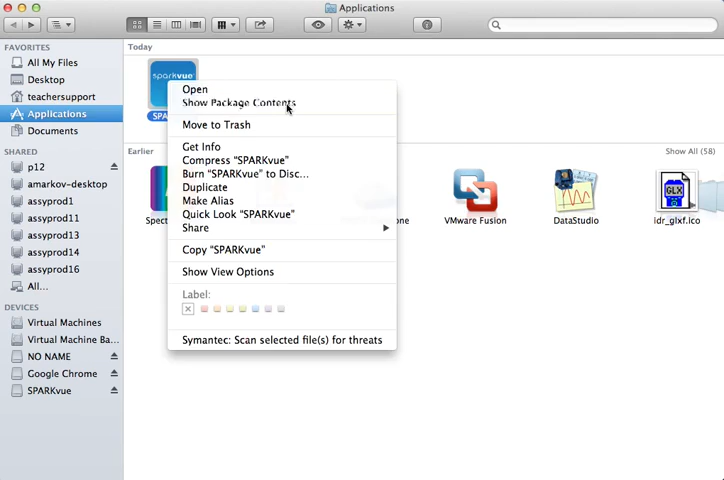 Applications
FAVORITES
All My Files
Desktop
teachersupport
Applications
Documents
SHARED
p12
amarkov-desktop
assyprod1
assyprod11
assyprod13
assyprod14
assyprod16
All...
DEVICES
Virtual Machines
Virtual Machine Ba...
NO NAME
Google Chrome
SPARKvue
Today
sparkvue
SPA
Open
Show Package Contents
Move to Trash
Get Info
Compress “SPARKvue”
Burn “SPARKvue” to Disc...
Duplicate
Make Alias
Quick Look “SPARKvue”
Share
Copy “SPARKvue”
Show View Options
Label:
Symantec: Scan selected file(s) for threats
Earlier
Show All (58)
Spect
one
VMware Fusion
DataStudio
GLX
idr_glxf.ico